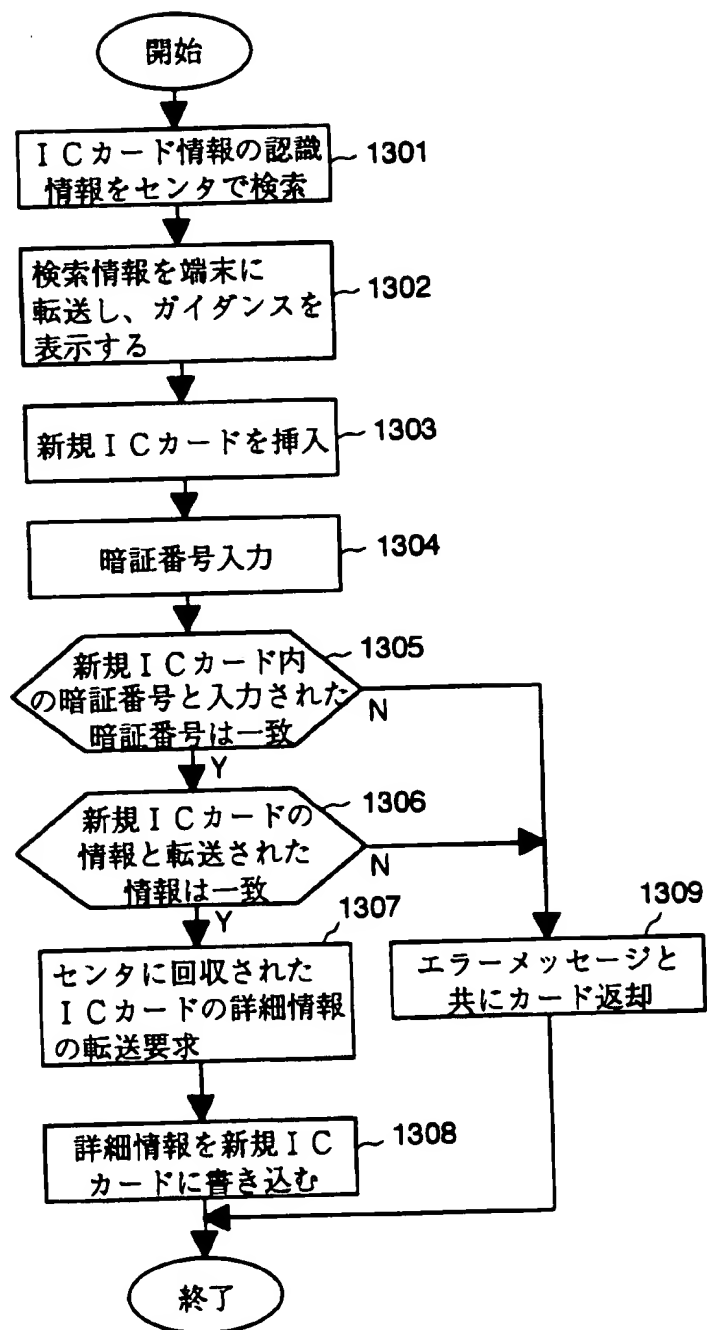 開始
ＩＣカード情報の認識
情報をセンタで検索
1301
検索情報を端末に
転送し、ガイダンスを
表示する
1302
新規ＩＣカードを挿入
1303
暗証番号入力
1304
新規ＩＣカード内
の暗証番号と入力された
暗証番号は一致
1305
N
Y
新規ＩＣカードの
情報と転送された
情報は一致
1306
N
Y
1307
センタに回収された
ＩＣカードの詳細情報
の転送要求
1309
エラーメッセージと
共にカード返却
詳細情報を新規ＩＣ
カードに書き込む
1308
終了